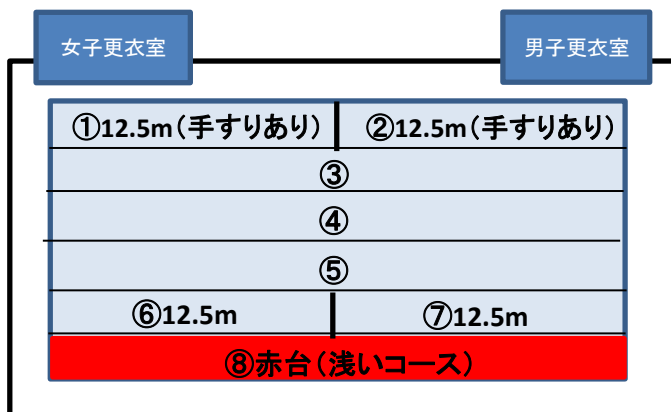 女子更衣室
男子更衣室
①12.5m(手すりあり)
②12.5m(手すりあり)
③
④
⑤
⑥12.5m
⑦12.5m
⑧赤台(浅いコース)